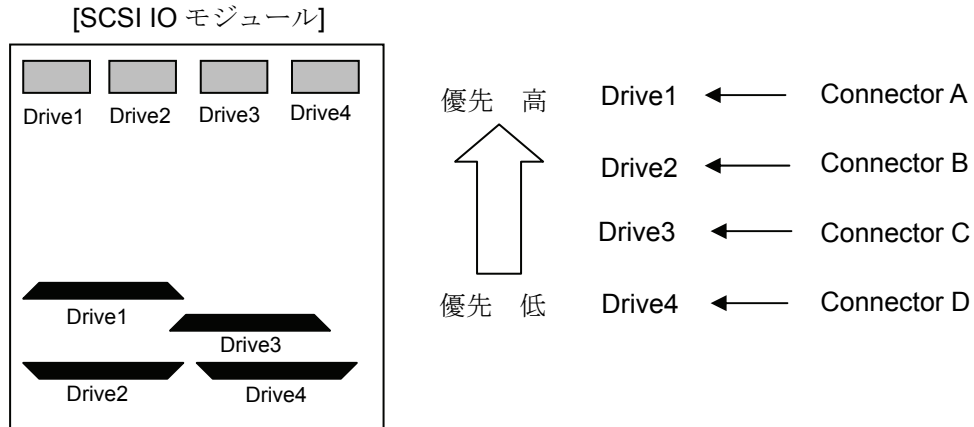 [SCSI IO モジュール]
Drive1 Drive2 Drive3 Drive4
Drive1
Drive3
Drive2 Drive4
優先 高 Drive1 Connector A
Drive2 Connector B
Drive3 Connector C
優先 低 Drive4 Connector D